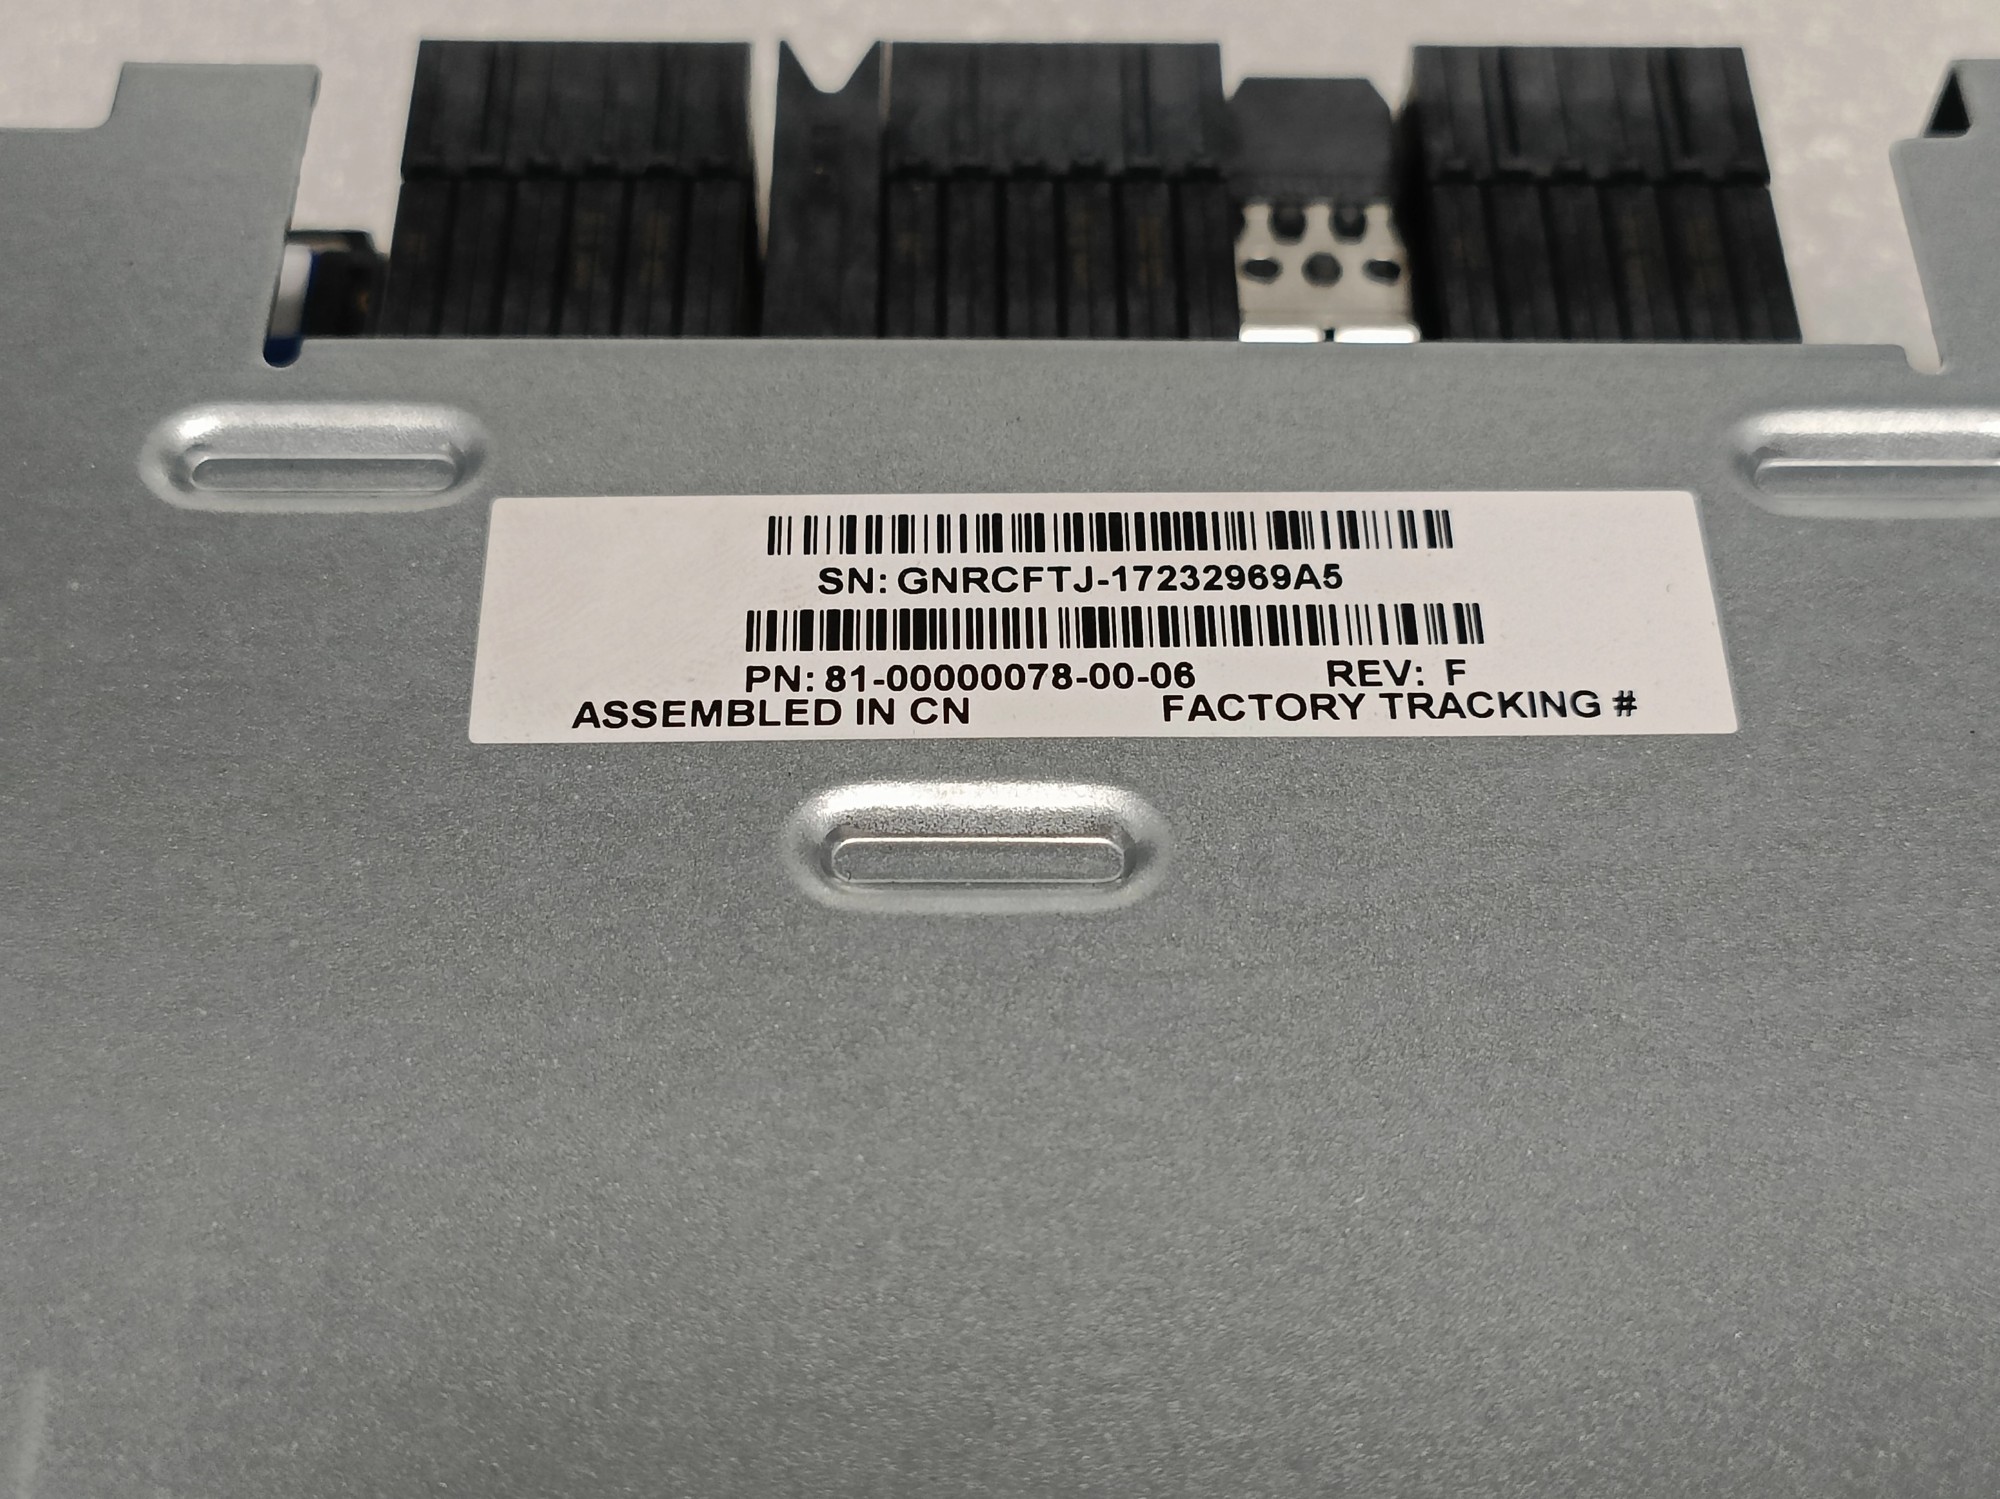 SN: GNRCFTJ-17232969A5
PN: 81-00000078-00-06 REV: F
ASSEMBLED IN CN FACTORY TRACKING #